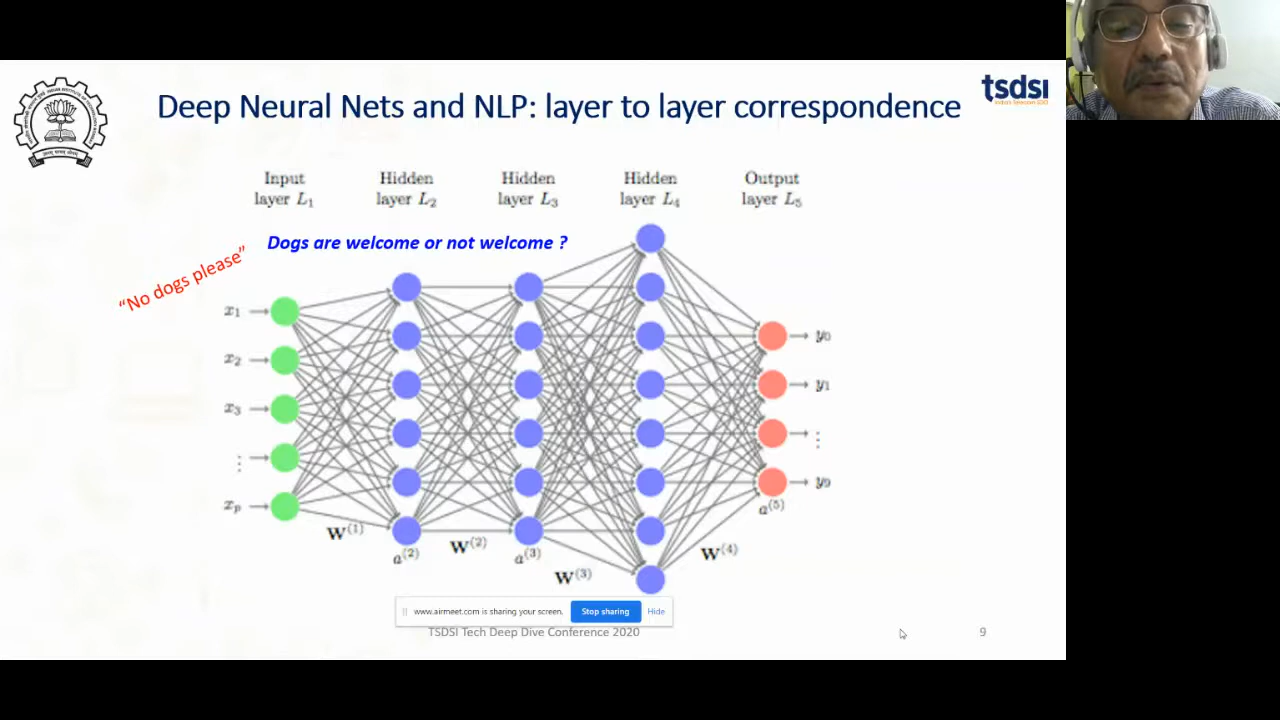 Deep Neural Nets and NLP: layer to layer correspondence
tsdsi
Input
layer L₁
Hidden
layer L₂
Hidden
layer L₃
Hidden
layer L₄
Output
layer L₅
Dogs are welcome or not welcome ?
“No dogs please”
x₁
x₂
x₃
⋮
xₚ
y₀
y₁
⋮
y₉
W⁽¹⁾
a⁽²⁾
W⁽²⁾
a⁽³⁾
W⁽³⁾
W⁽⁴⁾
a⁽⁵⁾
www.airmeet.com is sharing your screen.
Stop sharing
Hide
TSDSI Tech Deep Dive Conference 2020
9